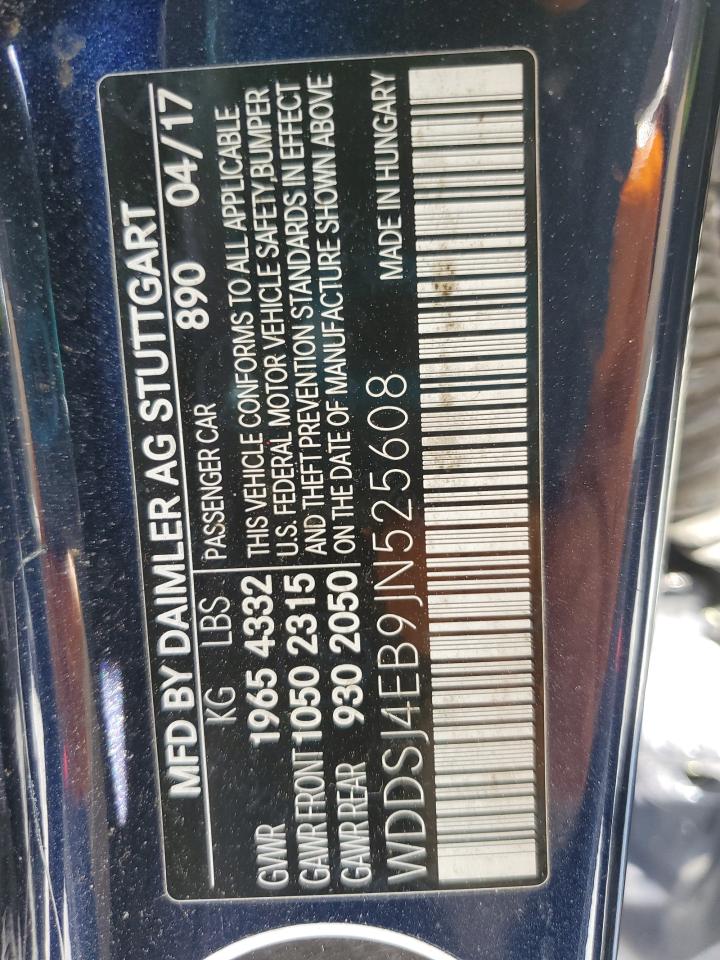 MFD BY DAIMLER AG STUTTGART
890 04/17
KG LBS PASSENGER CAR
GVWR 1965 4332 THIS VEHICLE CONFORMS TO ALL APPLICABLE
GAWR FRONT 1050 2315 U.S. FEDERAL MOTOR VEHICLE SAFETY,BUMPER
GAWR REAR 930 2050 AND THEFT PREVENTION STANDARDS IN EFFECT
ON THE DATE OF MANUFACTURE SHOWN ABOVE
WDDSJ4EB9JN525608 MADE IN HUNGARY